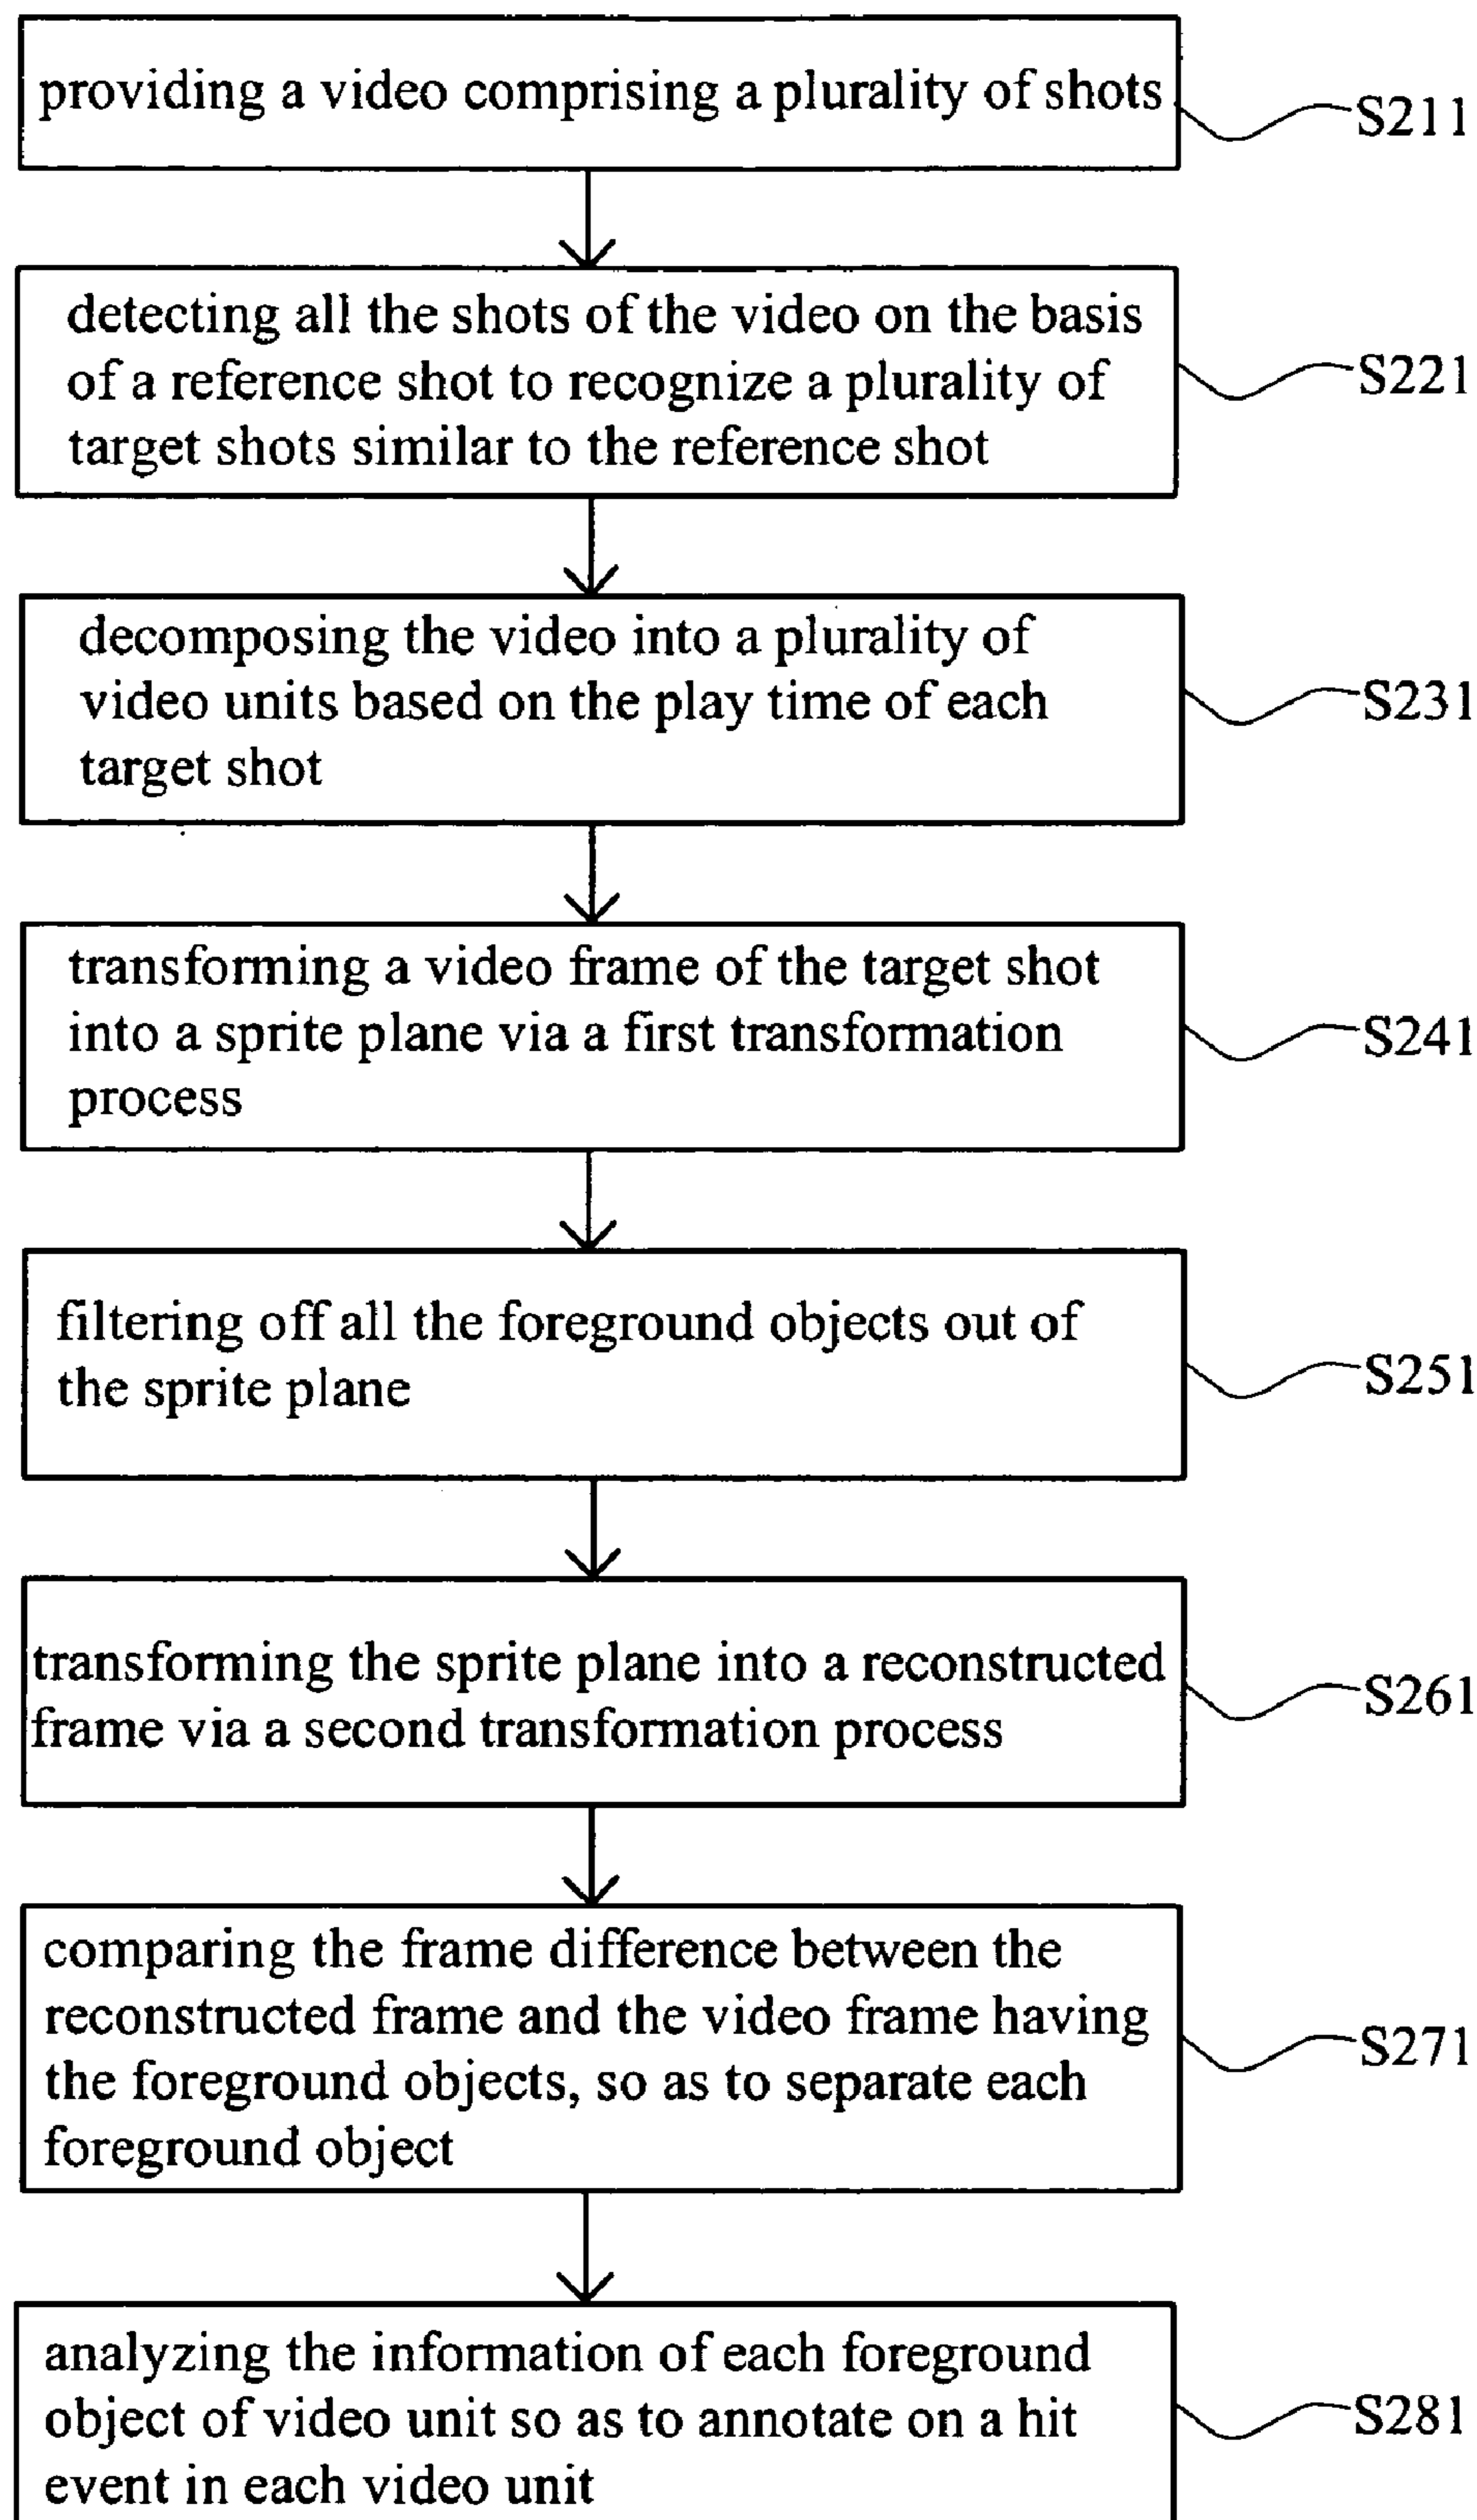 providing a video comprising a plurality of shots
S211
detecting all the shots of the video on the basis
of a reference shot to recognize a plurality of
target shots similar to the reference shot
S221
decomposing the video into a plurality of
video units based on the play time of each
target shot
S231
transforming a video frame of the target shot
into a sprite plane via a first transformation
process
S241
filtering off all the foreground objects out of
the sprite plane
S251
transforming the sprite plane into a reconstructed
frame via a second transformation process
S261
comparing the frame difference between the
reconstructed frame and the video frame having
the foreground objects, so as to separate each
foreground object
S271
analyzing the information of each foreground
object of video unit so as to annotate on a hit
event in each video unit
S281